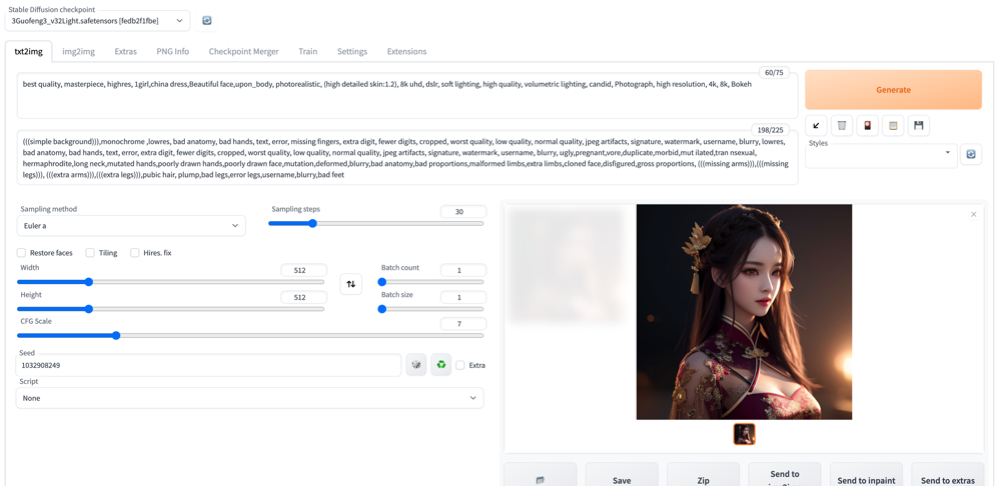 Stable Diffusion checkpoint
3Guofeng3_v32Light.safetensors [fedb2f1fbe]
txt2img img2img Extras PNG Info Checkpoint Merger Train Settings Extensions
60/75
best quality, masterpiece, highres, 1girl,china dress,Beautiful face,upon_body, photorealistic, (high detailed skin:1.2), 8k uhd, dslr, soft lighting, high quality, volumetric lighting, candid, Photograph, high resolution, 4k, 8k, Bokeh
Generate
198/225
(((simple background))),monochrome ,lowres, bad anatomy, bad hands, text, error, missing fingers, extra digit, fewer digits, cropped, worst quality, low quality, normal quality, jpeg artifacts, signature, watermark, username, blurry, lowres,
bad anatomy, bad hands, text, error, extra digit, fewer digits, cropped, worst quality, low quality, normal quality, jpeg artifacts, signature, watermark, username, blurry, ugly,pregnant,vore,duplicate,morbid,mut ilated,tran nsexual,
hermaphrodite,long neck,mutated hands,poorly drawn hands,poorly drawn face,mutation,deformed,blurry,bad anatomy,bad proportions,malformed limbs,extra limbs,cloned face,disfigured,gross proportions, (((missing arms))),(((missing
legs))), (((extra arms))),(((extra legs))),pubic hair, plump,bad legs,error legs,username,blurry,bad feet
Styles
Sampling method
Euler a
Sampling steps
30
Restore faces Tiling Hires. fix
Width
512
Batch count
1
Height
512
Batch size
1
CFG Scale
7
Seed
1032908249
Extra
Script
None
Save
Zip
Send to
Send to inpaint
Send to extras